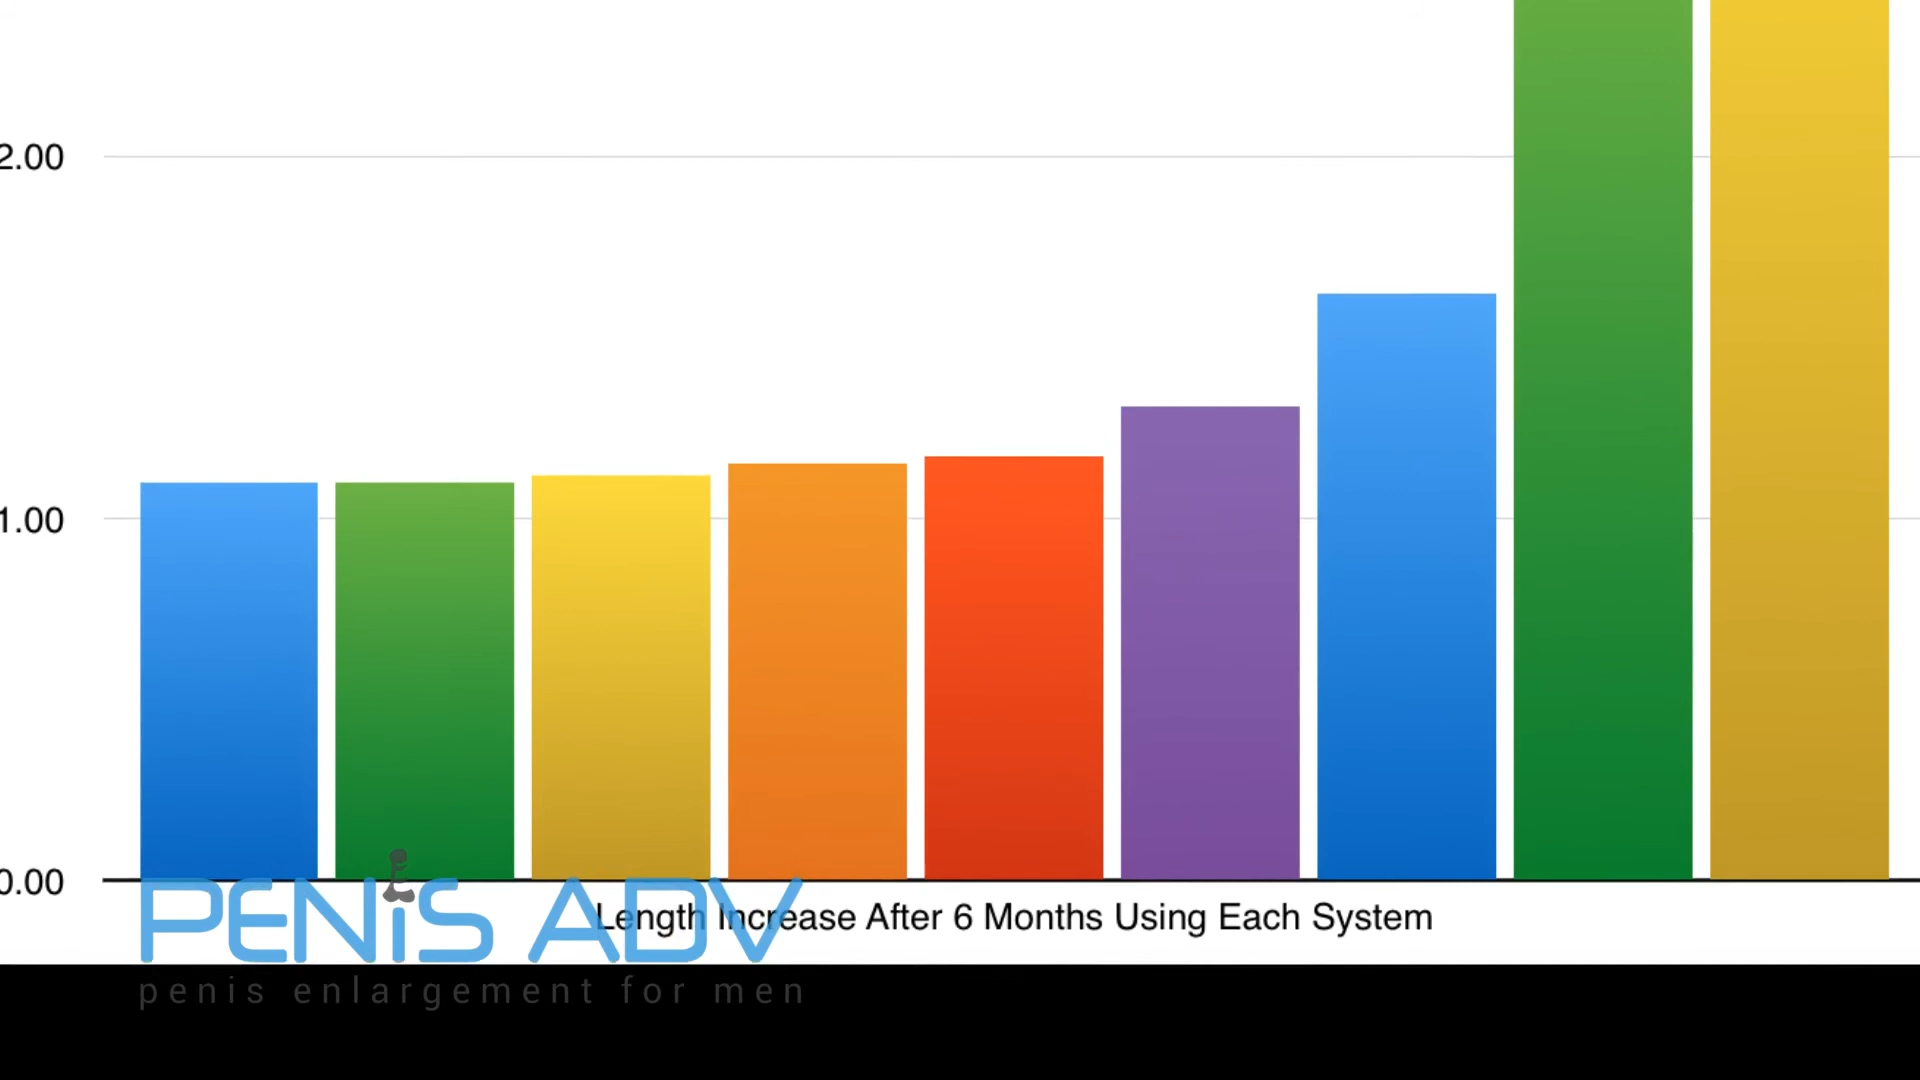 2.00
1.00
0.00
Length Increase After 6 Months Using Each System
PENiS ADV
penis enlargement for men